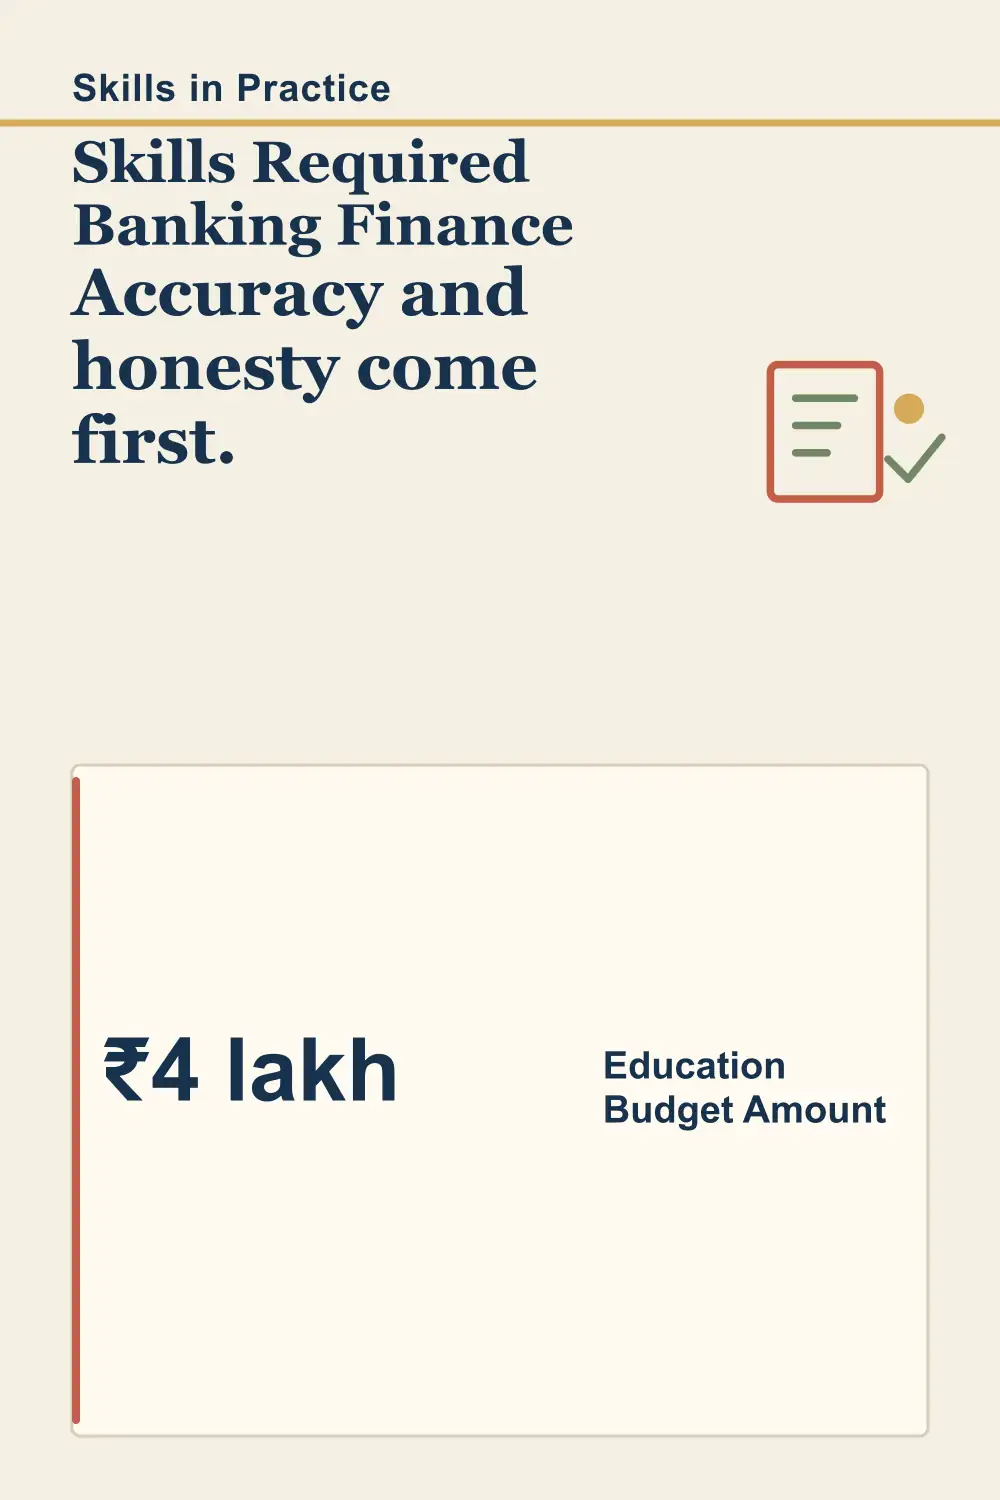 Skills in Practice
Skills Required
Banking Finance
Accuracy and
honesty come
first.
₹4 lakh
Education
Budget Amount